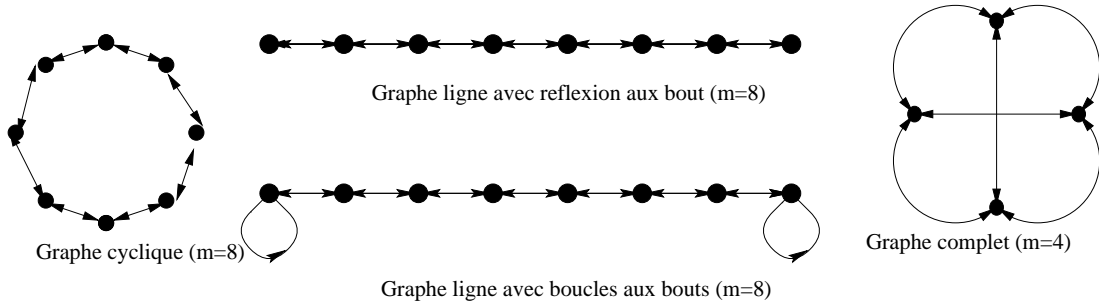 Graphe ligne avec reflexion aux bout (m=8)
Graphe cyclique (m=8)
Graphe complet (m=4)
Graphe ligne avec boucles aux bouts (m=8)